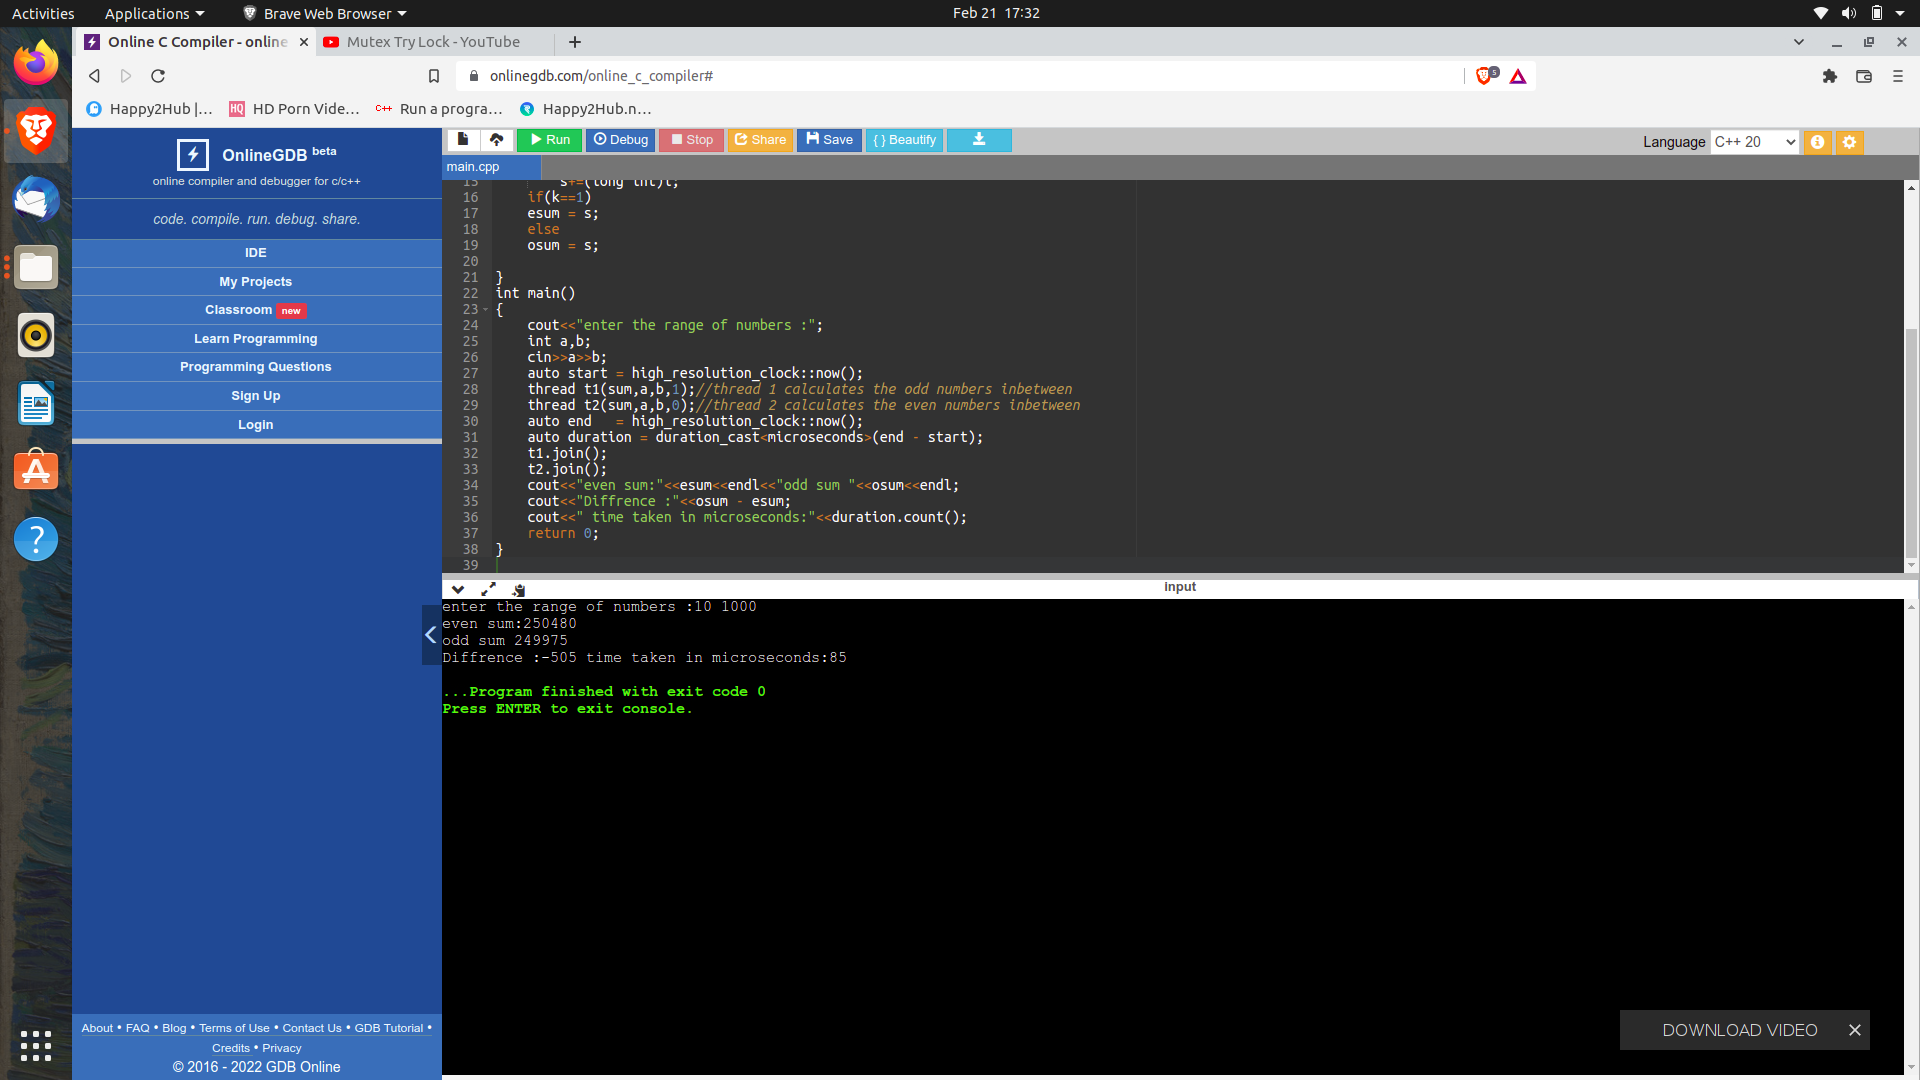 Activities Applications Brave Web Browser Feb 21 17:32
Online C Compiler - online Mutex Try Lock - YouTube
onlinegdb.com/online_c_compiler# 5
Happy2Hub |... HQ HD Porn Vide... C++ Run a progra... Happy2Hub.n...
OnlineGDB beta
online compiler and debugger for c/c++
code. compile. run. debug. share.
IDE
My Projects
Classroom new
Learn Programming
Programming Questions
Sign Up
Login
About • FAQ • Blog • Terms of Use • Contact Us • GDB Tutorial •
Credits • Privacy
© 2016 - 2022 GDB Online
Run Debug Stop Share Save { } Beautify Language C++ 20
main.cpp
15 s+=(long int)t;
16 if(k==1)
17 esum = s;
18 else
19 osum = s;
20
21 }
22 int main()
23 {
24 cout<<"enter the range of numbers :";
25 int a,b;
26 cin>>a>>b;
27 auto start = high_resolution_clock::now();
28 thread t1(sum,a,b,1);//thread 1 calculates the odd numbers inbetween
29 thread t2(sum,a,b,0);//thread 2 calculates the even numbers inbetween
30 auto end   = high_resolution_clock::now();
31 auto duration = duration_cast<microseconds>(end - start);
32 t1.join();
33 t2.join();
34 cout<<"even sum:"<<esum<<endl<<"odd sum "<<osum<<endl;
35 cout<<"Diffrence :"<<osum - esum;
36 cout<<" time taken in microseconds:"<<duration.count();
37 return 0;
38 }
39
input
enter the range of numbers :10 1000
even sum:250480
odd sum 249975
Diffrence :-505 time taken in microseconds:85
...Program finished with exit code 0
Press ENTER to exit console.
DOWNLOAD VIDEO